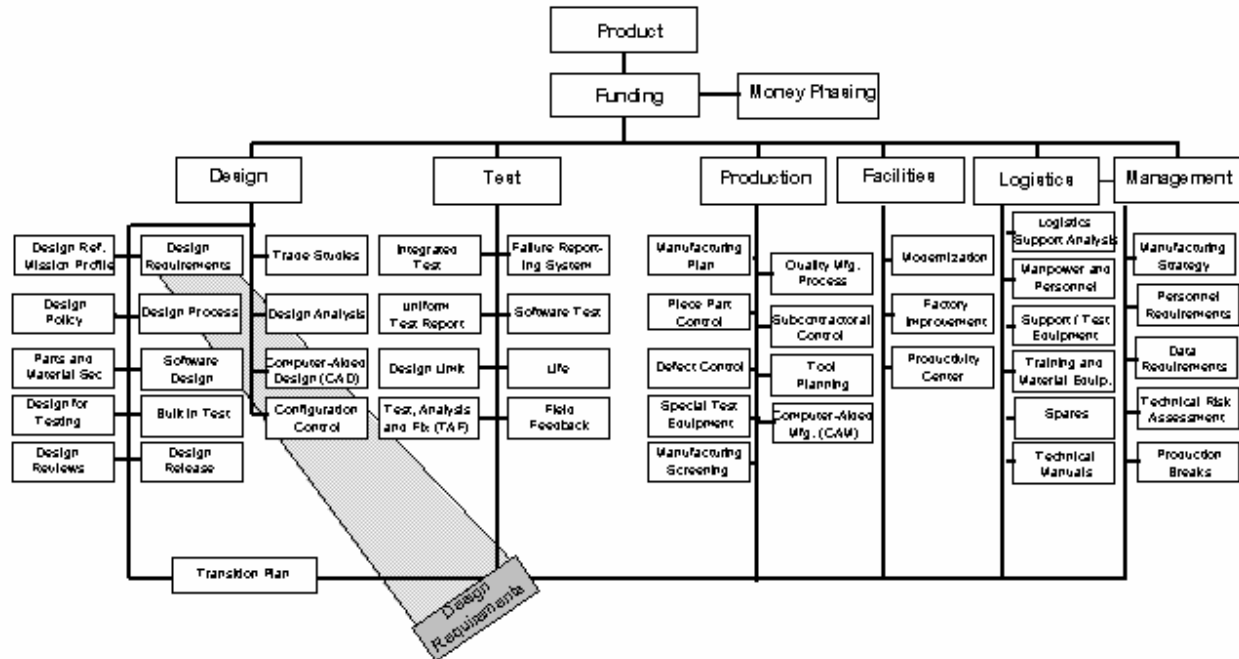 Product
Funding
Money Phasing
Design
Test
Production
Facilities
Logistics
Management
Design Ref.
Mission Profile
Design
Policy
Parts and
Material Sec
Design for
Testing
Design
Reviews
Design
Requirements
Design Process
Software
Design
Built in Test
Design
Release
Trade Studies
Design Analysis
Computer-Aided
Design (CAD)
Configuration
Control
Integrated
Test
Uniform
Test Report
Design Limit
Test, Analysis
and Fix (TAF)
Failure Report-
ing System
Software Test
Life
Field
Feedback
Manufacturing
Plan
Piece Part
Control
Defect Control
Special Test
Equipment
Manufacturing
Screening
Quality Mfg.
Process
Subcontractoral
Control
Tool
Planning
Computer-Aided
Mfg. (CAM)
Modernization
Factory
Improvement
Productivity
Center
Logistics
Support Analysis
Manpower and
Personnel
Support / Test
Equipment
Training and
Material Equip.
Spares
Technical
Manuals
Manufacturing
Strategy
Personnel
Requirements
Data
Requirements
Technical Risk
Assessment
Production
Breaks
Transition Plan
Design
Requirements